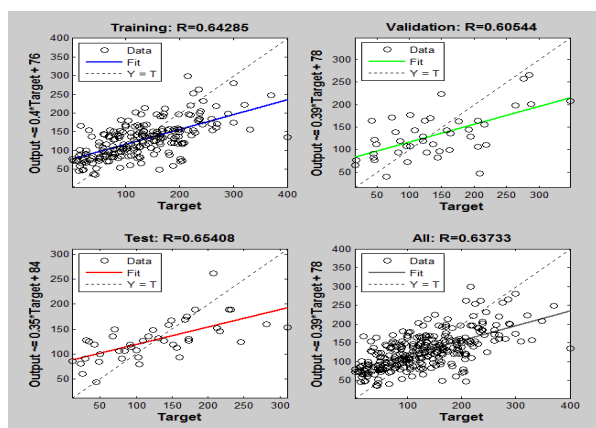 Training: R=0.64285
Output ~= 0.4*Target + 76
400
350
300
250
200
150
100
50
Data
Fit
Y = T
100 200 300 400
Target
Validation: R=0.60544
Output ~= 0.39*Target + 78
350
300
250
200
150
100
50
Data
Fit
Y = T
50 100 150 200 250 300
Target
Test: R=0.65408
Output ~= 0.35*Target + 84
300
250
200
150
100
50
Data
Fit
Y = T
50 100 150 200 250 300
Target
All: R=0.63733
Output ~= 0.39*Target + 78
400
350
300
250
200
150
100
50
Data
Fit
Y = T
100 200 300 400
Target